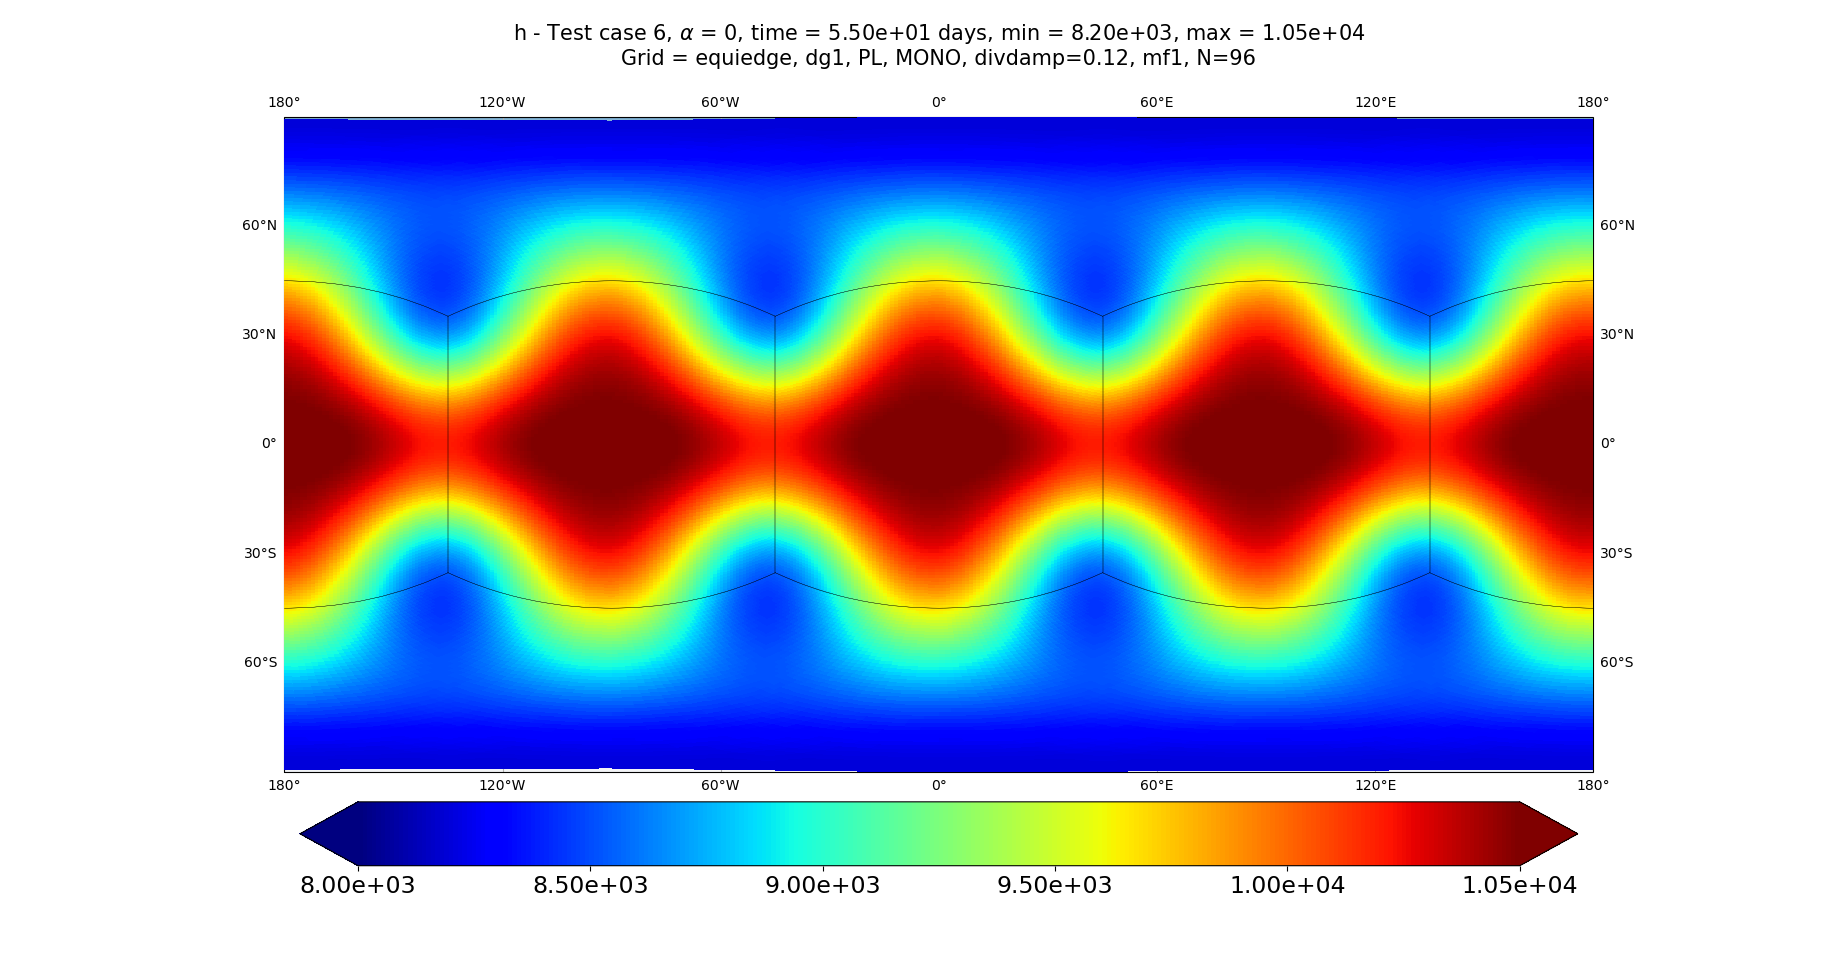 h - Test case 6, α = 0, time = 5.50e+01 days, min = 8.20e+03, max = 1.05e+04
Grid = equiedge, dg1, PL, MONO, divdamp=0.12, mf1, N=96
180° 120°W 60°W 0° 60°E 120°E 180°
60°N 60°N
30°N 30°N
0° 0°
30°S 30°S
60°S 60°S
180° 120°W 60°W 0° 60°E 120°E 180°
8.00e+03 8.50e+03 9.00e+03 9.50e+03 1.00e+04 1.05e+04